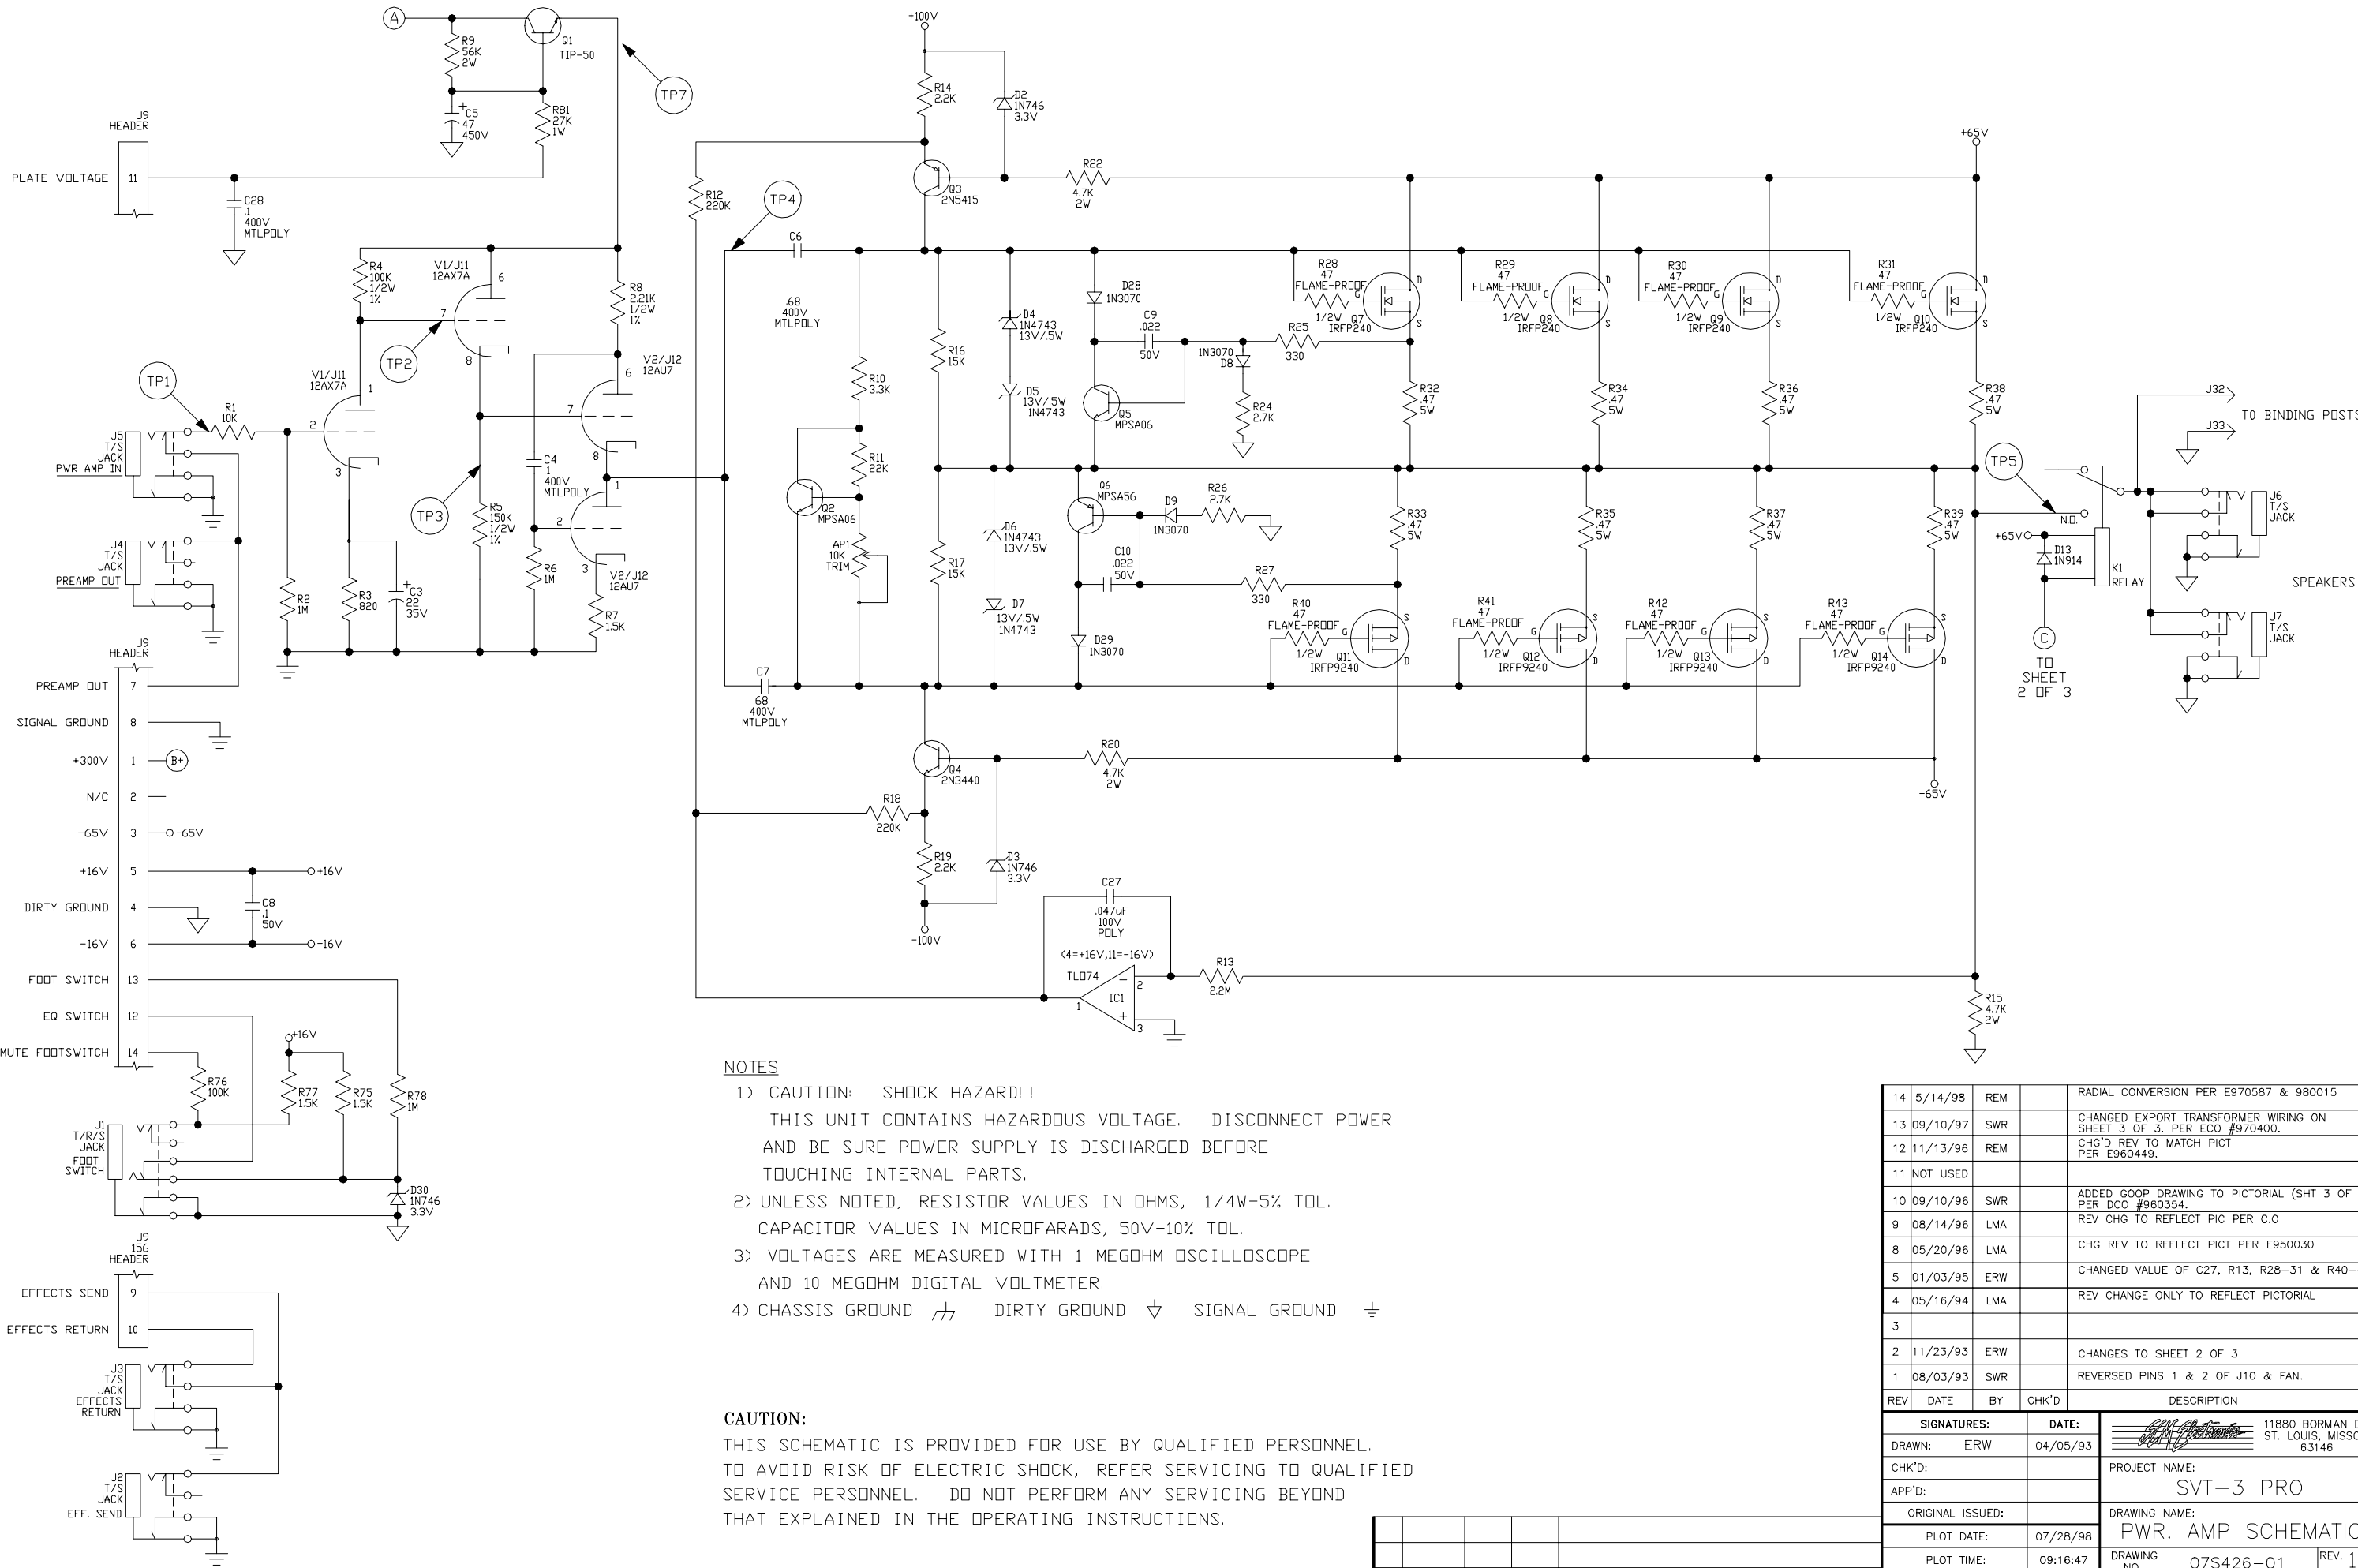 A
R9
56K
2W
Q1
TIP-50
TP7
+
C5
47
450V
R81
27K
1W
J9
HEADER
PLATE VOLTAGE
11
C28
.1
400V
MTLPOLY
R4
100K
1/2W
1%
V1/J11
12AX7A
6
7
8
TP2
R8
2.21K
1/2W
1%
V2/J12
12AU7
6
7
8
V1/J11
12AX7A
1
2
3
TP1
R1
10K
J5
T/S
JACK
PWR AMP IN
J4
T/S
JACK
PREAMP OUT
R2
1M
R3
820
+
C3
22
35V
TP3
R5
150K
1/2W
1%
C4
.1
400V
MTLPOLY
R6
1M
1
2
3
V2/J12
12AU7
R7
1.5K
J9
HEADER
PREAMP OUT 7
SIGNAL GROUND 8
+300V 1 B+
N/C 2
-65V 3 -65V
+16V 5 +16V
DIRTY GROUND 4
C8
.1
50V
-16V 6 -16V
FOOT SWITCH 13
EQ SWITCH 12
MUTE FOOTSWITCH 14
+16V
R76
100K
R77
1.5K
R75
1.5K
R78
1M
J1
T/R/S
JACK
FOOT
SWITCH
D30
1N746
3.3V
J9
156
HEADER
EFFECTS SEND 9
EFFECTS RETURN 10
J3
T/S
JACK
EFFECTS
RETURN
J2
T/S
JACK
EFF. SEND
+100V
R14
2.2K
D2
1N746
3.3V
R12
220K
TP4
Q3
2N5415
R22
4.7K
2W
+65V
C6
.68
400V
MTLPOLY
R10
3.3K
R11
22K
Q2
MPSA06
AP1
10K
TRIM
C7
.68
400V
MTLPOLY
R16
15K
R17
15K
D4
1N4743
13V/.5W
D5
13V/.5W
1N4743
D6
1N4743
13V/.5W
D7
13V/.5W
1N4743
D28
1N3070
C9
.022
50V
Q5
MPSA06
1N3070
D8
R25
330
R24
2.7K
Q6
MPSA56
D9
1N3070
R26
2.7K
C10
.022
50V
R27
330
D29
1N3070
R28
47
FLAME-PROOF
1/2W
G
D
S
Q7
IRFP240
R29
47
FLAME-PROOF
1/2W
G
D
S
Q8
IRFP240
R30
47
FLAME-PROOF
1/2W
G
D
S
Q9
IRFP240
R31
47
FLAME-PROOF
1/2W
G
D
S
Q10
IRFP240
R32
.47
5W
R34
.47
5W
R36
.47
5W
R38
.47
5W
R33
.47
5W
R35
.47
5W
R37
.47
5W
R39
.47
5W
R40
47
FLAME-PROOF
1/2W
G
S
D
Q11
IRFP9240
R41
47
FLAME-PROOF
1/2W
G
S
D
Q12
IRFP9240
R42
47
FLAME-PROOF
1/2W
G
S
D
Q13
IRFP9240
R43
47
FLAME-PROOF
1/2W
G
S
D
Q14
IRFP9240
Q4
2N3440
R20
4.7K
2W
-65V
R18
220K
R19
2.2K
D3
1N746
3.3V
-100V
C27
.047uF
100V
POLY
(4=+16V,11=-16V)
TL074
IC1
−
+
1
2
3
R13
2.2M
R15
4.7K
2W
TP5
N.O.
+65V
D13
1N914
K1
RELAY
C
TO
SHEET
2 OF 3
J32
J33
TO BINDING POSTS
J6
T/S
JACK
SPEAKERS
J7
T/S
JACK
NOTES
1) CAUTION: SHOCK HAZARD!!
THIS UNIT CONTAINS HAZARDOUS VOLTAGE. DISCONNECT POWER
AND BE SURE POWER SUPPLY IS DISCHARGED BEFORE
TOUCHING INTERNAL PARTS.
2) UNLESS NOTED, RESISTOR VALUES IN OHMS, 1/4W-5% TOL.
CAPACITOR VALUES IN MICROFARADS, 50V-10% TOL.
3) VOLTAGES ARE MEASURED WITH 1 MEGOHM OSCILLOSCOPE
AND 10 MEGOHM DIGITAL VOLTMETER.
4) CHASSIS GROUND DIRTY GROUND SIGNAL GROUND
CAUTION:
THIS SCHEMATIC IS PROVIDED FOR USE BY QUALIFIED PERSONNEL.
TO AVOID RISK OF ELECTRIC SHOCK, REFER SERVICING TO QUALIFIED
SERVICE PERSONNEL. DO NOT PERFORM ANY SERVICING BEYOND
THAT EXPLAINED IN THE OPERATING INSTRUCTIONS.
14 5/14/98 REM RADIAL CONVERSION PER E970587 & 980015
13 09/10/97 SWR CHANGED EXPORT TRANSFORMER WIRING ON
SHEET 3 OF 3. PER ECO #970400.
12 11/13/96 REM CHG'D REV TO MATCH PICT
PER E960449.
11 NOT USED
10 09/10/96 SWR ADDED GOOP DRAWING TO PICTORIAL (SHT 3 OF
PER DCO #960354.
9 08/14/96 LMA REV CHG TO REFLECT PIC PER C.O
8 05/20/96 LMA CHG REV TO REFLECT PICT PER E950030
5 01/03/95 ERW CHANGED VALUE OF C27, R13, R28-31 & R40-
4 05/16/94 LMA REV CHANGE ONLY TO REFLECT PICTORIAL
3
2 11/23/93 ERW CHANGES TO SHEET 2 OF 3
1 08/03/93 SWR REVERSED PINS 1 & 2 OF J10 & FAN.
REV DATE BY CHK'D DESCRIPTION
SIGNATURES: DATE:
DRAWN: ERW 04/05/93
CHK'D:
APP'D:
ORIGINAL ISSUED:
PLOT DATE: 07/28/98
PLOT TIME: 09:16:47
11880 BORMAN D
ST. LOUIS, MISSO
63146
PROJECT NAME:
SVT-3 PRO
DRAWING NAME:
PWR. AMP SCHEMATIC
DRAWING
NO. 07S426-01
REV. 1